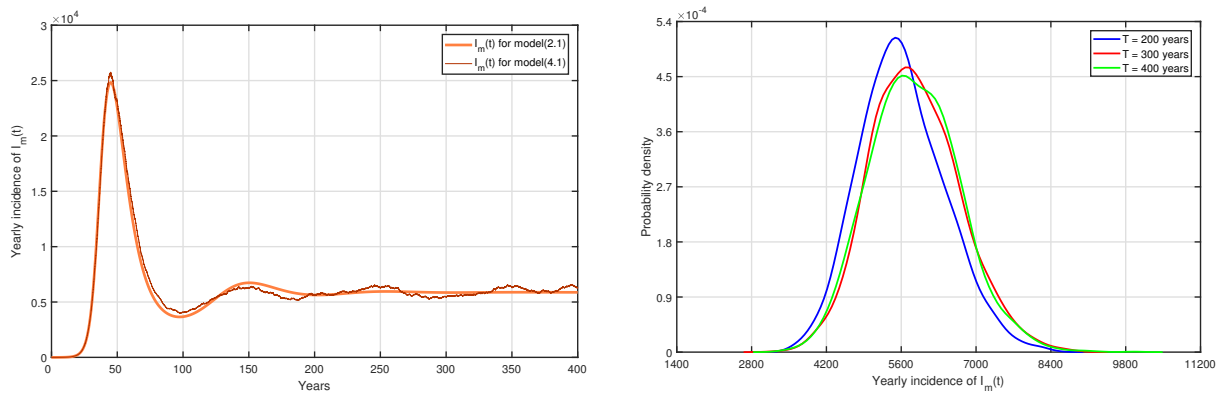 ×10⁴
3
2.5
2
1.5
1
0.5
0
0 50 100 150 200 250 300 350 400
Years
Yearly incidence of I_m(t)
I_m(t) for model(2.1)
I_m(t) for model(4.1)
×10⁻⁴
5.4
4.5
3.6
2.7
1.8
0.9
0
1400 2800 4200 5600 7000 8400 9800 11200
Yearly incidence of I_m(t)
Probability density
T = 200 years
T = 300 years
T = 400 years